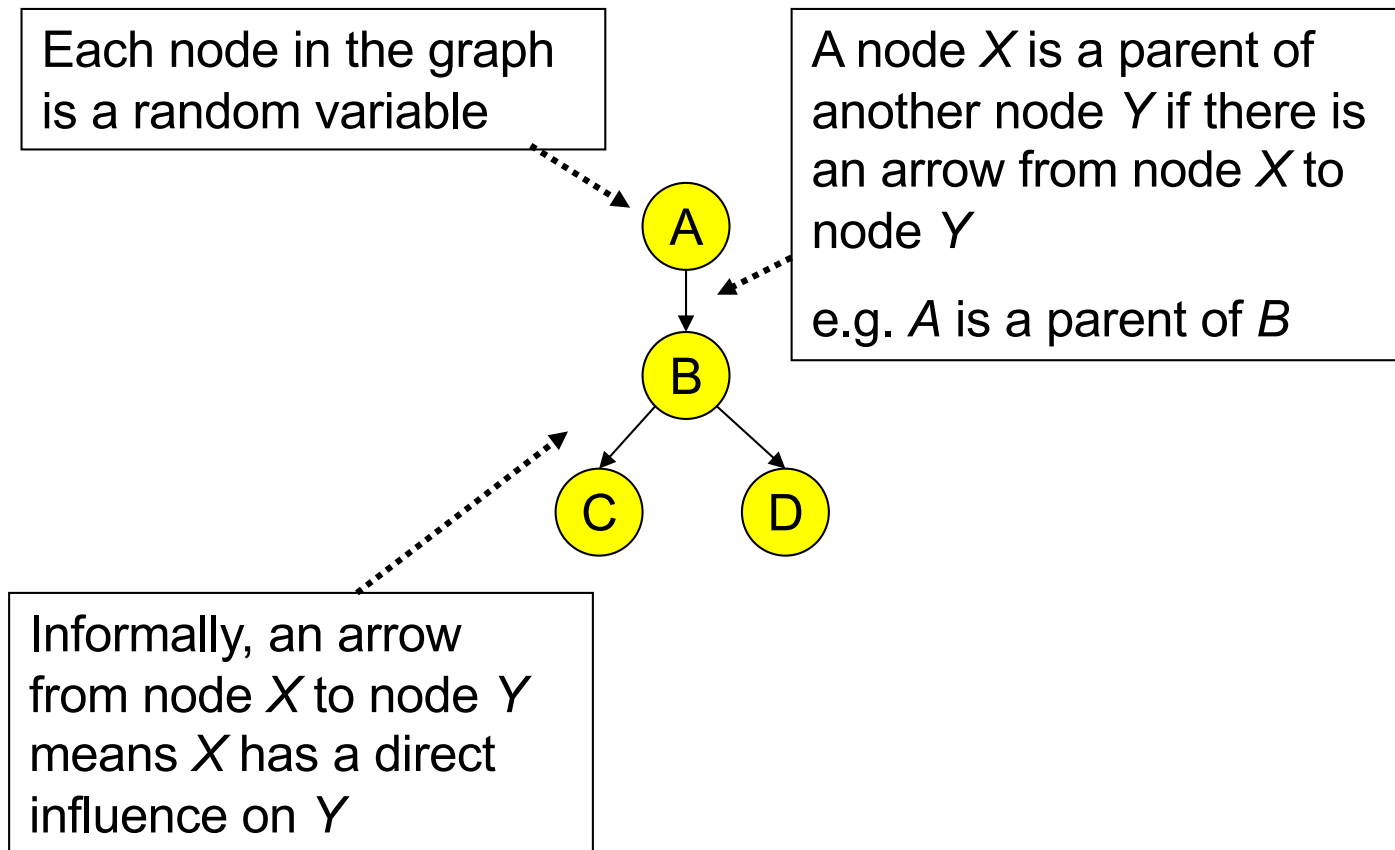 Each node in the graph
is a random variable
A node X is a parent of
another node Y if there is
an arrow from node X to
node Y
e.g. A is a parent of B
A
B
C
D
Informally, an arrow
from node X to node Y
means X has a direct
influence on Y